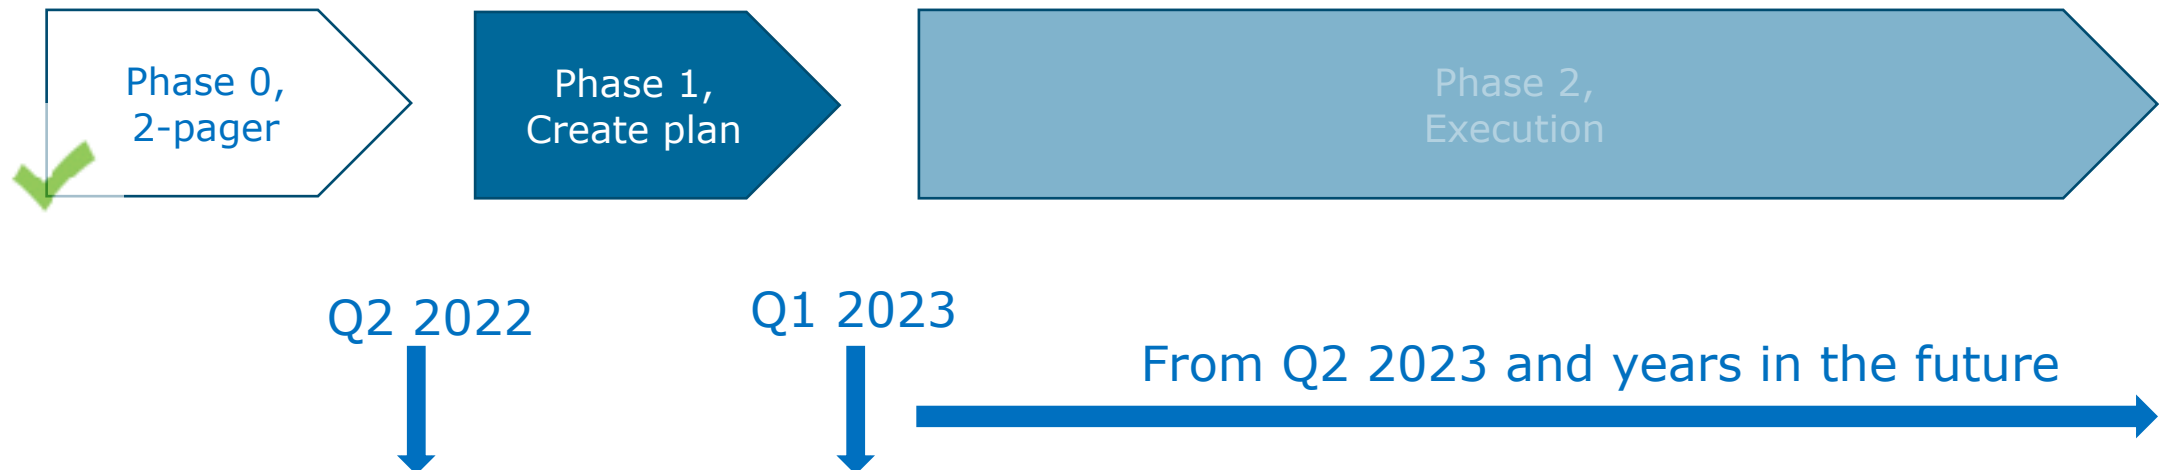 Phase 0,
2-pager
Phase 1,
Create plan
Phase 2,
Execution
Q2 2022
Q1 2023
From Q2 2023 and years in the future